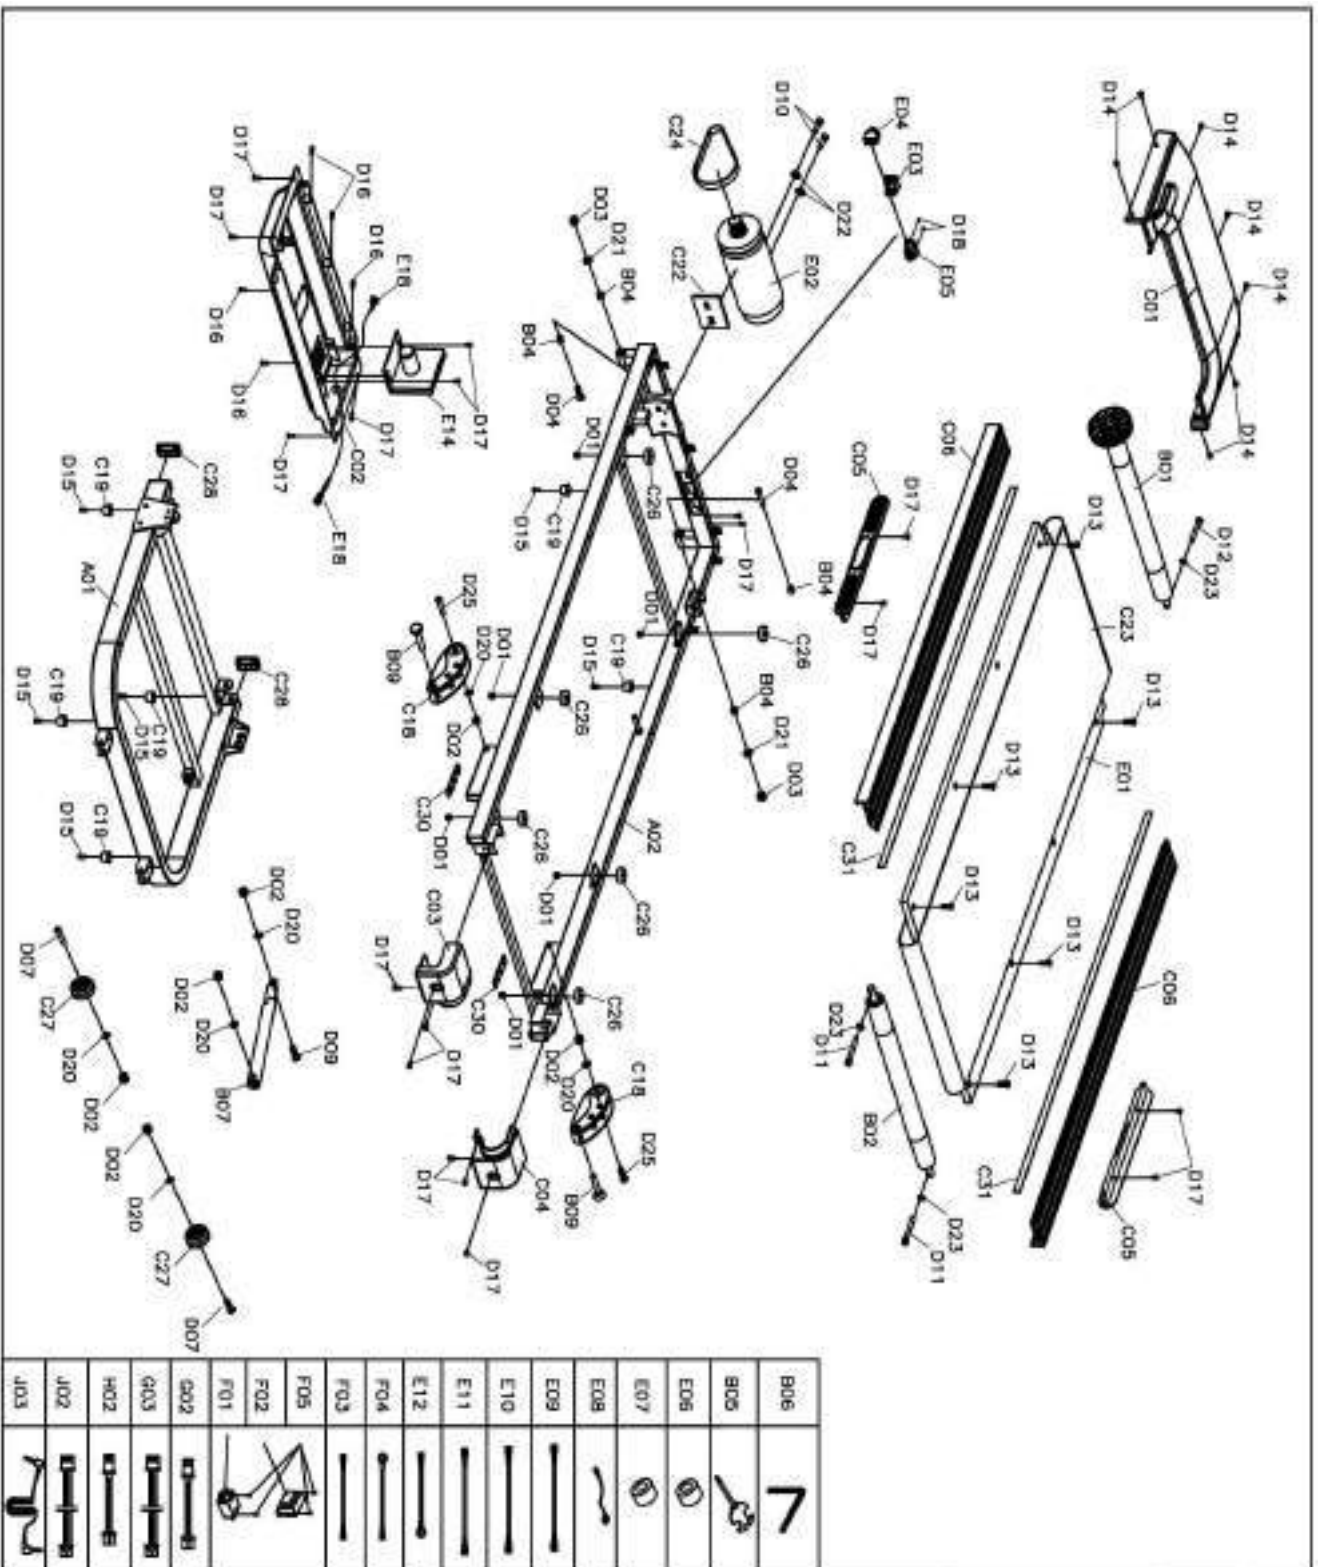 D14
D14
D14
D14
C01
D14
B01
D12
D23
E04
E03
D18
E05
D10
C24
D22
E02
C22
D03
D21
B04
B04
D04
D17
D16
D17
D16
E18
D16
D16
D17
E14
D17
C02
D17
E18
C06
D13
C23
D13
E01
D13
D13
D13
D13
C31
C06
C31
D23
D11
B02
D23
D11
D17
C05
C05
D17
D17
D04
B04
D17
D01
C26
D15
C19
D01
C26
B04
D21
D03
D15
C19
D01
C26
D25
B09
D20
C18
D02
C30
D01
C26
A02
D01
C26
C03
D17
D17
C30
D01
C26
D02
D20
C18
D25
B09
C04
D17
D17
C28
C19
D15
A01
C28
C19
D15
C19
D15
C19
D15
D02
D20
D02
D20
D09
B07
D07
C27
D20
D02
D02
D20
C27
D07
B06
B05
E06
E07
E08
E09
E10
E11
E12
F04
F03
F05
F02
F01
G02
G03
H02
J02
J03